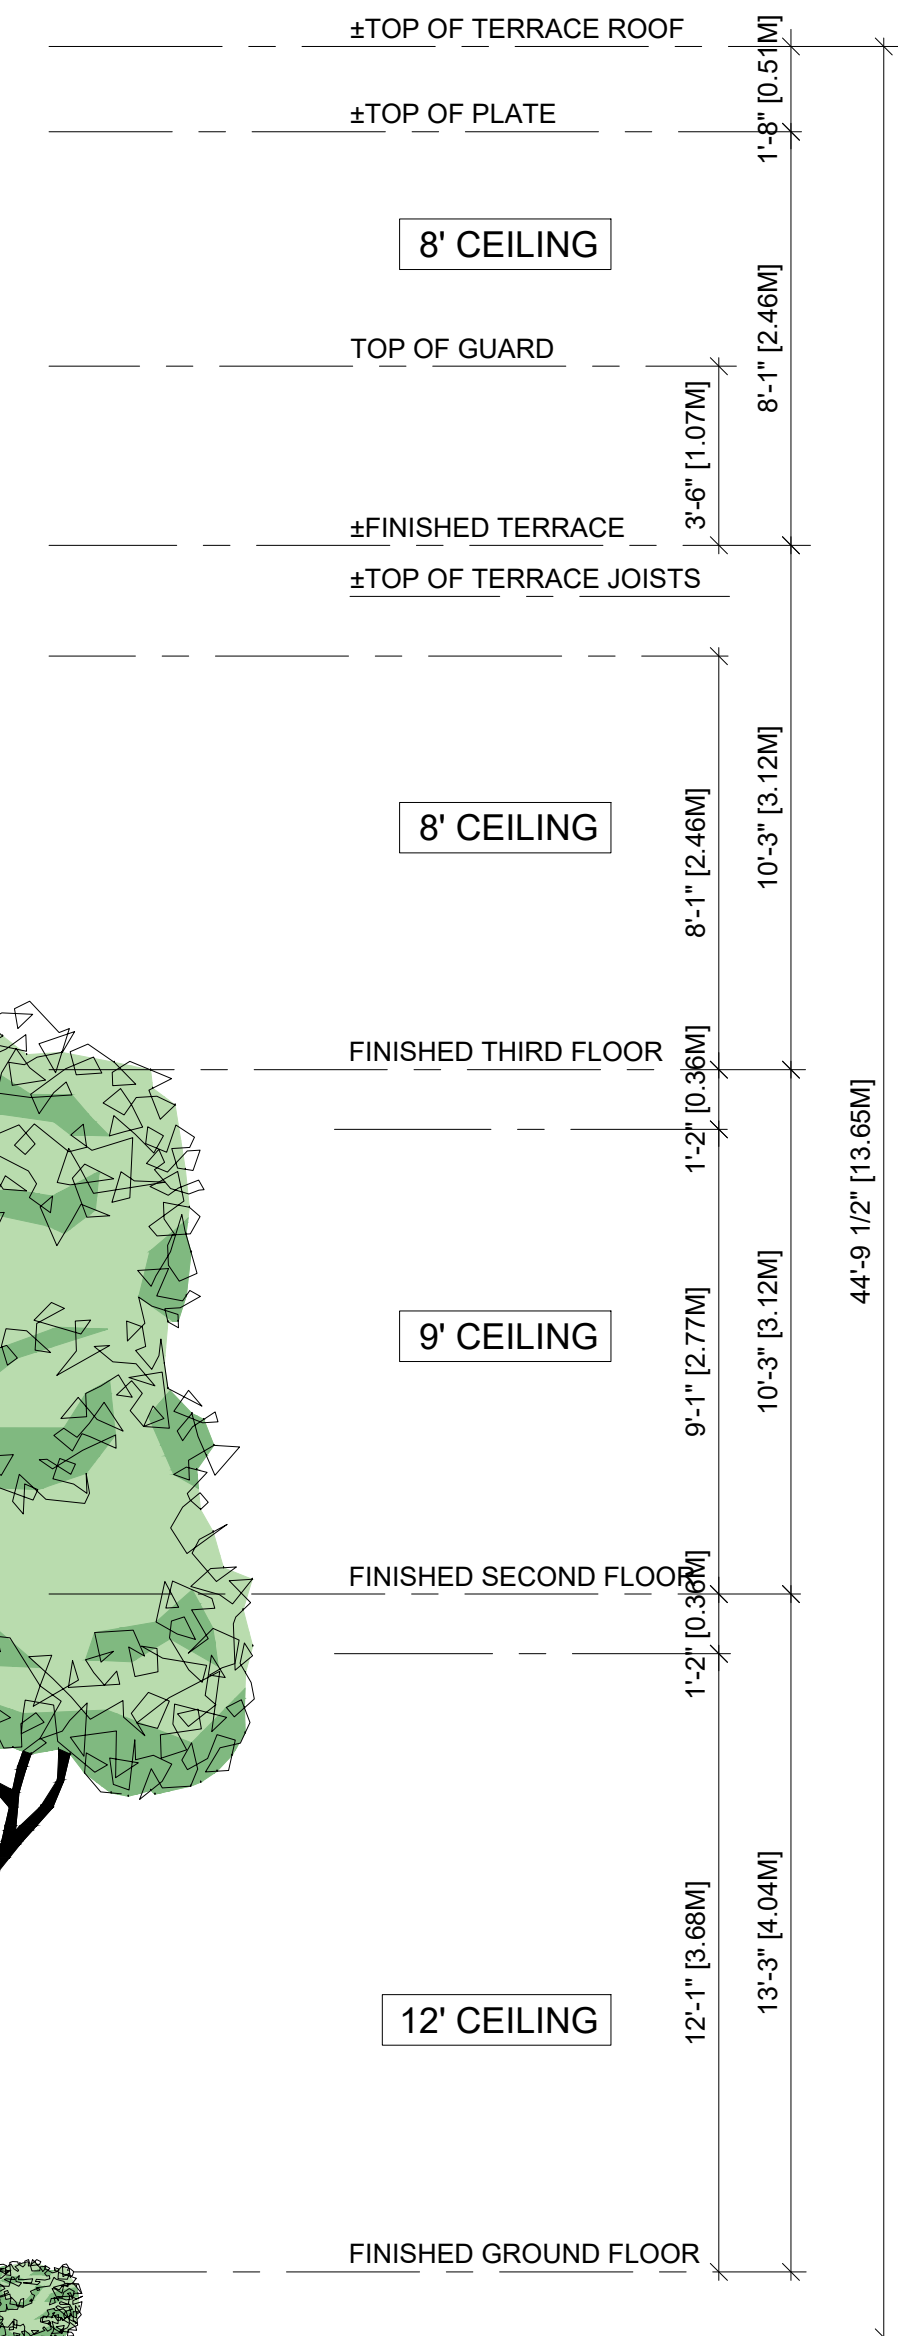 ±TOP OF TERRACE ROOF
1'-8" [0.51M]
±TOP OF PLATE
8' CEILING
8'-1" [2.46M]
TOP OF GUARD
3'-6" [1.07M]
±FINISHED TERRACE
±TOP OF TERRACE JOISTS
10'-3" [3.12M]
8' CEILING
8'-1" [2.46M]
FINISHED THIRD FLOOR
1'-2" [0.36M]
44'-9 1/2" [13.65M]
9' CEILING
9'-1" [2.77M]
10'-3" [3.12M]
FINISHED SECOND FLOOR
1'-2" [0.36M]
12'-1" [3.68M]
13'-3" [4.04M]
12' CEILING
FINISHED GROUND FLOOR